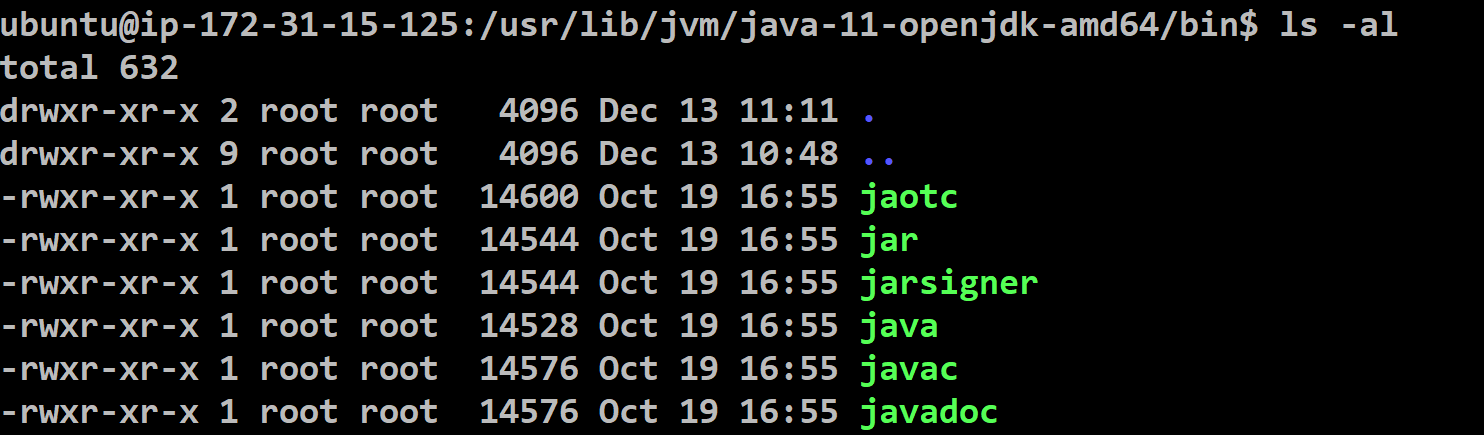 ubuntu@ip-172-31-15-125:/usr/lib/jvm/java-11-openjdk-amd64/bin$ ls -al
total 632
drwxr-xr-x 2 root root  4096 Dec 13 11:11 .
drwxr-xr-x 9 root root  4096 Dec 13 10:48 ..
-rwxr-xr-x 1 root root 14600 Oct 19 16:55 jaotc
-rwxr-xr-x 1 root root 14544 Oct 19 16:55 jar
-rwxr-xr-x 1 root root 14544 Oct 19 16:55 jarsigner
-rwxr-xr-x 1 root root 14528 Oct 19 16:55 java
-rwxr-xr-x 1 root root 14576 Oct 19 16:55 javac
-rwxr-xr-x 1 root root 14576 Oct 19 16:55 javadoc